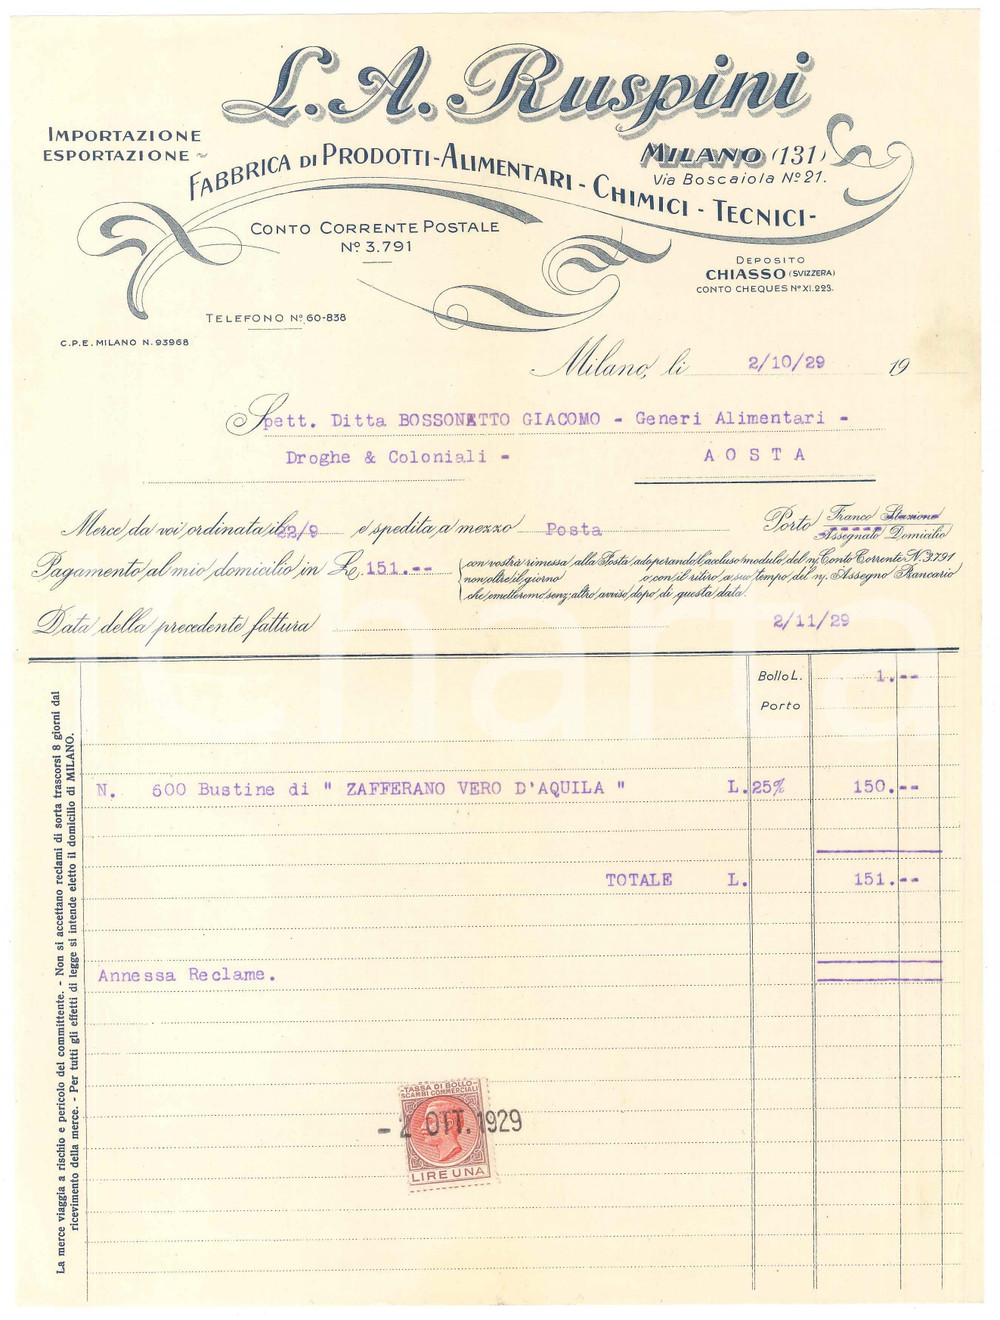 L. A. Ruspini
IMPORTAZIONE
ESPORTAZIONE
MILANO (131)
Via Boscaiola No 21.
FABBRICA DI PRODOTTI-ALIMENTARI - CHIMICI - TECNICI-
CONTO CORRENTE POSTALE
No 3.791
DEPOSITO
CHIASSO (SVIZZERA)
CONTO CHEQUES No XI.223.
TELEFONO No 60-838
C.P.E. MILANO N. 93968
Milano, li 2/10/29 19
Spett. Ditta BOSSONETTO GIACOMO - Generi Alimentari -
Droghe & Coloniali - AOSTA
Merce da voi ordinata il 22/9 e spedita a mezzo Posta Porto Franco Stazione
Assegnato Domicilio
Pagamento al mio domicilio in Le. 151.--
con vostra rimessa alla Posta adoperando l'accluso modulo del n/ Conto Corrente N. 3791
non oltre il giorno o con il ritiro a suo tempo del n/ Assegno Bancario
che emetteremo senz'altro avviso dopo di questa data.
Data della precedente fattura 2/11/29
Bollo L. 1.--
Porto
N. 600 Bustine di " ZAFFERANO VERO D'AQUILA " L. 25% 150.--
TOTALE L. 151.--
Annessa Reclame.
TASSA DI BOLLO
SCAMBI COMMERCIALI
- 2 OTT. 1929
LIRE UNA
La merce viaggia a rischio e pericolo del committente. - Non si accettano reclami di sorta trascorsi 8 giorni dal
ricevimento della merce. - Per tutti gli effetti di legge si intende eletto il domicilio di MILANO.